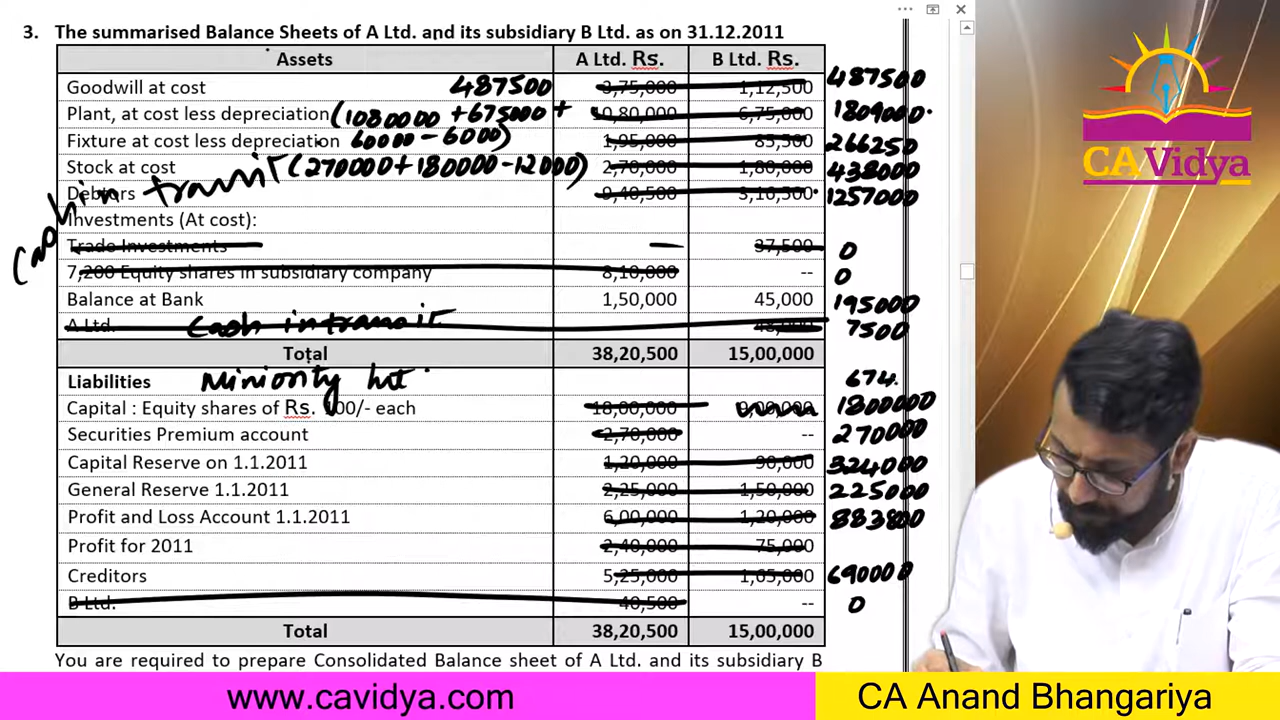 3. The summarised Balance Sheets of A Ltd. and its subsidiary B Ltd. as on 31.12.2011
Assets A Ltd. Rs. B Ltd. Rs.
Goodwill at cost 487500 3,75,000 1,12,500 487500
Plant, at cost less depreciation (1080000 + 675000 + 10,80,000 6,75,000 1809000
Fixture at cost less depreciation 60000 - 6000) 1,95,000 85,500 266250
Stock at cost (270000 + 180000 - 12000) 2,70,000 1,80,000 438000
Debtors 9,40,500 3,16,500 1257000
Cash in transit
Investments (At cost):
Trade Investments — 37,500 0
7,200 Equity shares in subsidiary company 8,10,000 -- 0
Balance at Bank 1,50,000 45,000 195000
A Ltd. Cash in transit 48,000 7500
Total 38,20,500 15,00,000
Liabilities Miniority Int. 674
Capital : Equity shares of Rs. 100/- each 18,00,000 9,00,000 1800000
Securities Premium account 2,70,000 -- 270000
Capital Reserve on 1.1.2011 1,20,000 90,000 324000
General Reserve 1.1.2011 2,25,000 1,50,000 225000
Profit and Loss Account 1.1.2011 6,00,000 1,20,000 883800
Profit for 2011 2,40,000 75,000
Creditors 5,25,000 1,65,000 690000
B Ltd. 40,500 -- 0
Total 38,20,500 15,00,000
You are required to prepare Consolidated Balance sheet of A Ltd. and its subsidiary B
CA Vidya
www.cavidya.com
CA Anand Bhangariya